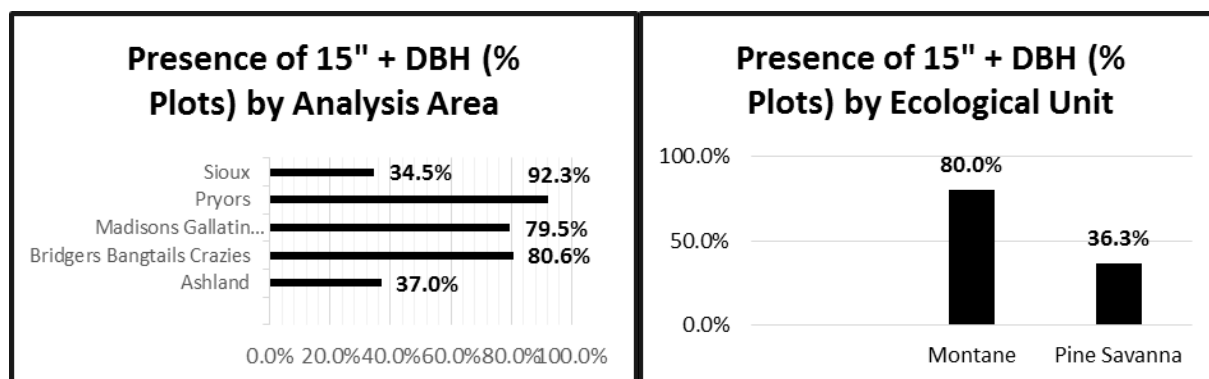 Presence of 15" + DBH (%
Plots) by Analysis Area
Sioux 34.5% 92.3%
Pryors
Madisons Gallatin... 79.5%
Bridgers Bangtails Crazies 80.6%
Ashland 37.0%
0.0% 20.0% 40.0% 60.0% 80.0% 100.0%
Presence of 15" + DBH (%
Plots) by Ecological Unit
100.0%
80.0%
50.0%
36.3%
0.0%
Montane Pine Savanna